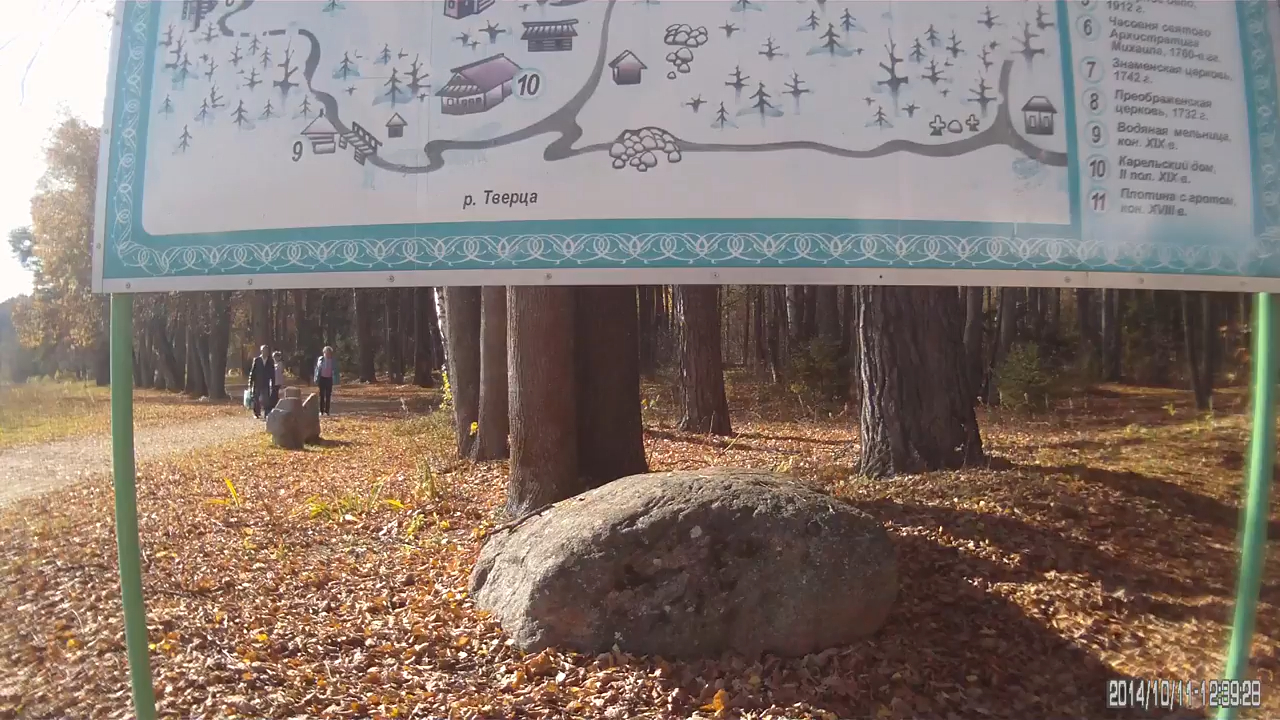 1912 г.
6 Часовня святого
Архистратига
Михаила, 1760-е гг.
7 Знаменская церковь,
1742 г.
8 Преображенская
церковь, 1732 г.
9 Водяная мельница,
кон. XIX в.
10 Карельский дом,
II пол. XIX в.
11 Плотина с гротом,
кон. XVIII в.
10
9
р. Тверца
2014/10/11-12:39:28